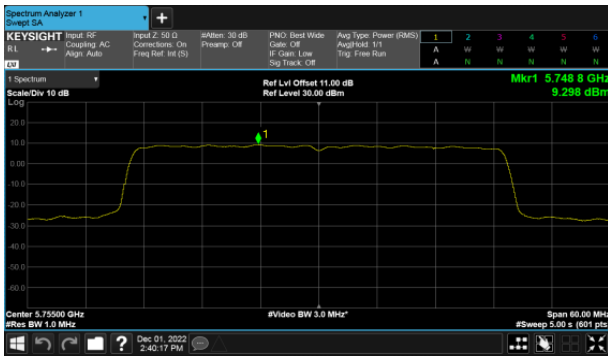 Spectrum Analyzer 1
Swept SA
+
KEYSIGHT Input: RF Input Z: 50 Ω #Atten: 30 dB PNO: Best Wide Avg Type: Power (RMS) 1 2 3 4 5 6
RL Coupling: AC Corrections: On Preamp: Off Gate: Off Avg|Hold: 1/1 A W W W W W
Align: Auto Freq Ref: Int (S) IF Gain: Low Trig: Free Run
LXI Sig Track: Off A N N N N N
1 Spectrum Ref Lvl Offset 11.00 dB Mkr1 5.748 8 GHz
Scale/Div 10 dB Ref Level 30.00 dBm 9.298 dBm
Log
20.0
10.0
0.00
-10.0
-20.0
-30.0
-40.0
-50.0
-60.0
1
Center 5.75500 GHz #Video BW 3.0 MHz* Span 60.00 MHz
#Res BW 1.0 MHz #Sweep 5.00 s (601 pts)
? Dec 01, 2022
2:40:17 PM